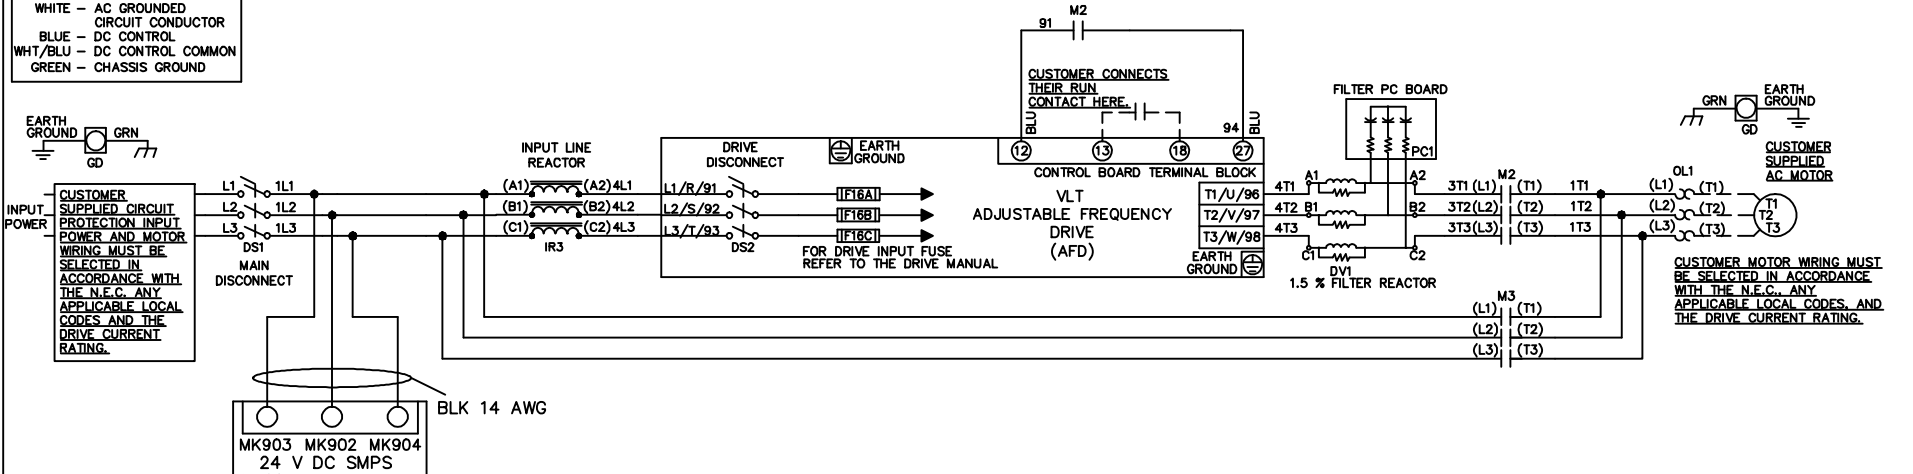 WHITE – AC GROUNDED
CIRCUIT CONDUCTOR
BLUE – DC CONTROL
WHT/BLU – DC CONTROL COMMON
GREEN – CHASSIS GROUND
EARTH
GROUND
GRN
GD
INPUT
POWER
CUSTOMER
SUPPLIED CIRCUIT
PROTECTION INPUT
POWER AND MOTOR
WIRING MUST BE
SELECTED IN
ACCORDANCE WITH
THE N.E.C. ANY
APPLICABLE LOCAL
CODES AND THE
DRIVE CURRENT
RATING.
L1 1L1
L2 1L2
L3 1L3
DS1
MAIN
DISCONNECT
BLK 14 AWG
MK903 MK902 MK904
24 V DC SMPS
INPUT LINE
REACTOR
(A1) (A2) 4L1
(B1) (B2) 4L2
(C1) (C2) 4L3
IR3
L1/R/91
L2/S/92
L3/T/93
DRIVE
DISCONNECT
DS2
EARTH
GROUND
F16A
F16B
F16C
FOR DRIVE INPUT FUSE
REFER TO THE DRIVE MANUAL
M2
91
CUSTOMER CONNECTS
THEIR RUN
CONTACT HERE.
BLU
94
BLU
12 13 18 27
CONTROL BOARD TERMINAL BLOCK
VLT
ADJUSTABLE FREQUENCY
DRIVE
(AFD)
T1/U/96
T2/V/97
T3/W/98
EARTH
GROUND
4T1
4T2
4T3
FILTER PC BOARD
PC1
A1 A2
B1 B2
C1 C2
DV1
1.5 % FILTER REACTOR
M2
3T1 (L1) (T1) 1T1
3T2 (L2) (T2) 1T2
3T3 (L3) (T3) 1T3
M3
(L1) (T1)
(L2) (T2)
(L3) (T3)
OL1
(L1) (T1)
(L2) (T2)
(L3) (T3)
T1
T2
T3
GRN
GD
EARTH
GROUND
CUSTOMER
SUPPLIED
AC MOTOR
CUSTOMER MOTOR WIRING MUST
BE SELECTED IN ACCORDANCE
WITH THE N.E.C., ANY
APPLICABLE LOCAL CODES, AND
THE DRIVE CURRENT RATING.